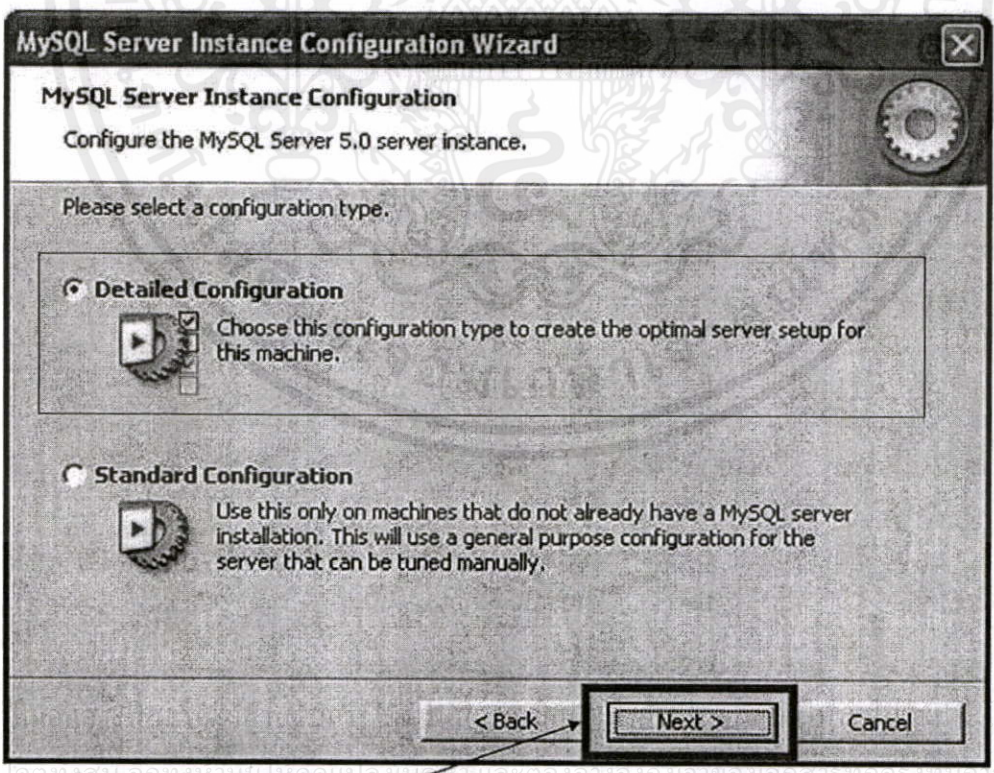 MySQL Server Instance Configuration Wizard
MySQL Server Instance Configuration
Configure the MySQL Server 5.0 server instance.
Please select a configuration type.
Detailed Configuration
Choose this configuration type to create the optimal server setup for
this machine.
Standard Configuration
Use this only on machines that do not already have a MySQL server
installation. This will use a general purpose configuration for the
server that can be tuned manually.
< Back
Next >
Cancel